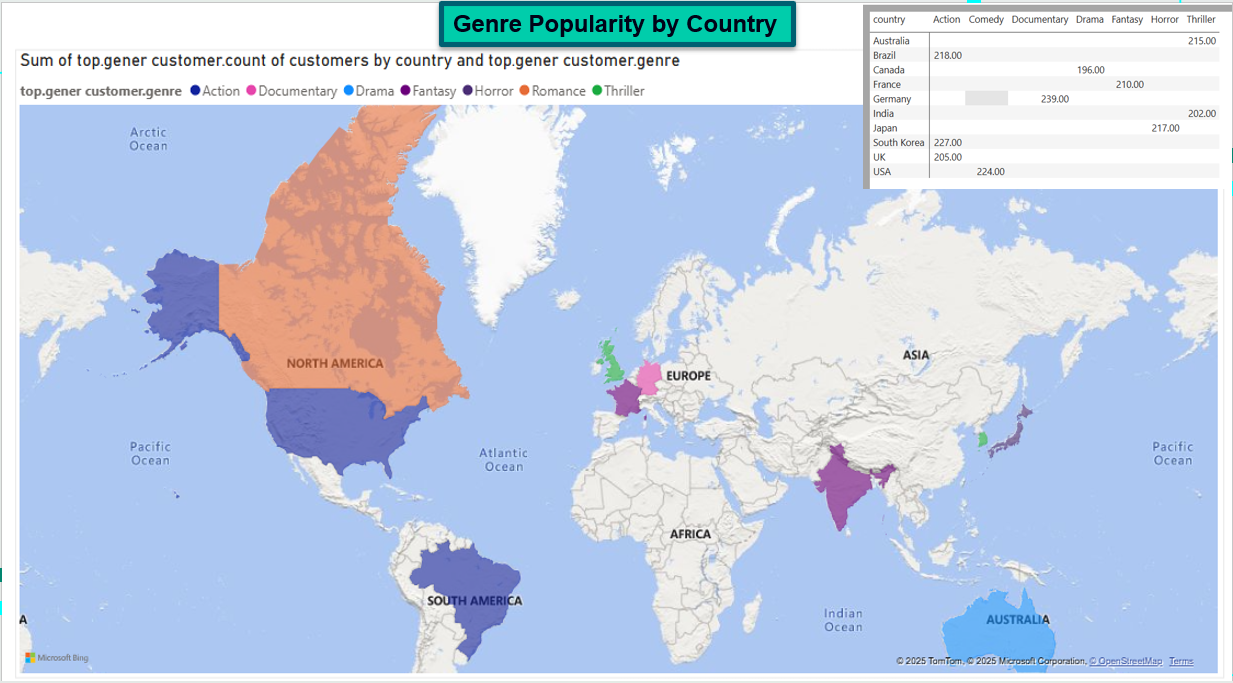 Genre Popularity by Country
Sum of top.gener customer.count of customers by country and top.gener customer.genre
top.gener customer.genre Action Documentary Drama Fantasy Horror Romance Thriller
country Action Comedy Documentary Drama Fantasy Horror Thriller
Australia 215.00
Brazil 218.00
Canada 196.00
France 210.00
Germany 239.00
India 202.00
Japan 217.00
South Korea 227.00
UK 205.00
USA 224.00
Arctic
Ocean
NORTH AMERICA
EUROPE
ASIA
Pacific
Ocean
Atlantic
Ocean
Pacific
Ocean
AFRICA
SOUTH AMERICA
Indian
Ocean
AUSTRALIA
A
Microsoft Bing
© 2025 TomTom, © 2025 Microsoft Corporation, © OpenStreetMap Terms